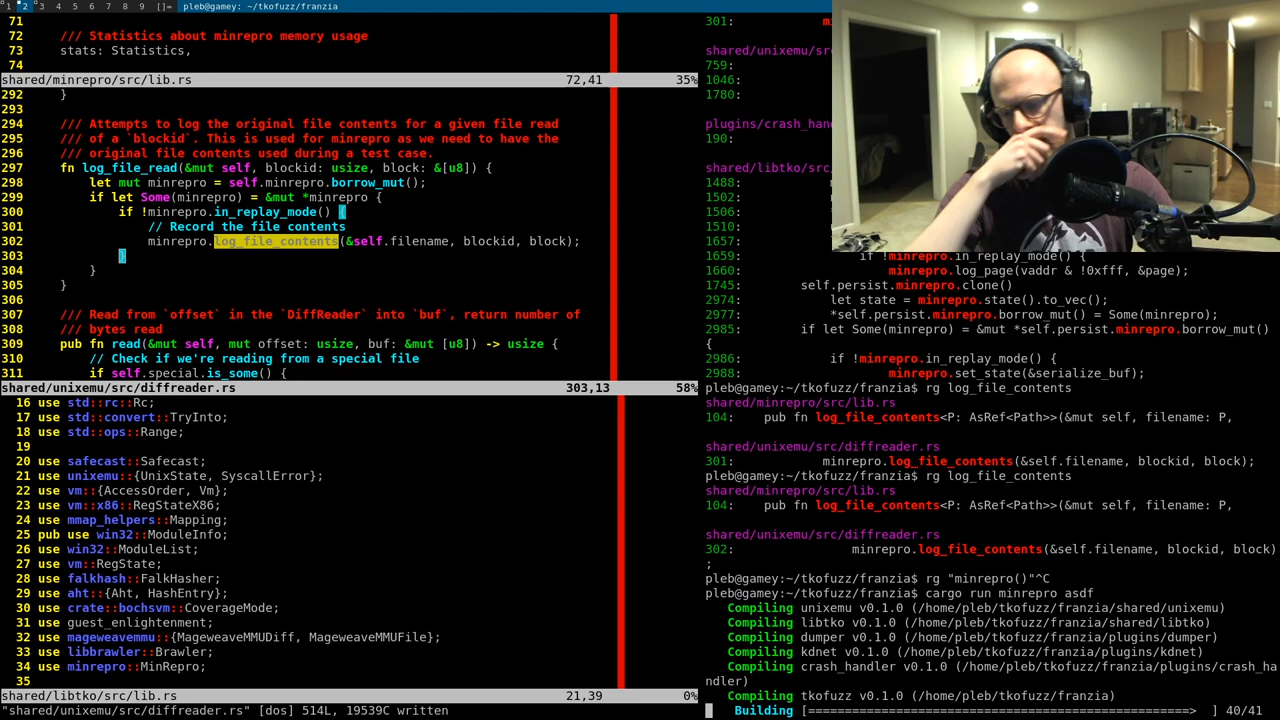 1 2 3 4 5 6 7 8 9 []= pleb@gamey: ~/tkofuzz/franzia
71
72 /// Statistics about minrepro memory usage
73 stats: Statistics,
74
shared/minrepro/src/lib.rs 72,41 35%
292 }
293
294 /// Attempts to log the original file contents for a given file read
295 /// of a `blockid`. This is used for minrepro as we need to have the
296 /// original file contents used during a test case.
297 fn log_file_read(&mut self, blockid: usize, block: &[u8]) {
298 let mut minrepro = self.minrepro.borrow_mut();
299 if let Some(minrepro) = &mut *minrepro {
300 if !minrepro.in_replay_mode() {
301 // Record the file contents
302 minrepro.log_file_contents(&self.filename, blockid, block);
303 }
304 }
305 }
306
307 /// Read from `offset` in the `DiffReader` into `buf`, return number of
308 /// bytes read
309 pub fn read(&mut self, mut offset: usize, buf: &mut [u8]) -> usize {
310 // Check if we're reading from a special file
311 if self.special.is_some() {
shared/unixemu/src/diffreader.rs 303,13 58%
16 use std::rc::Rc;
17 use std::convert::TryInto;
18 use std::ops::Range;
19
20 use safecast::Safecast;
21 use unixemu::{UnixState, SyscallError};
22 use vm::{AccessOrder, Vm};
23 use vm::x86::RegStateX86;
24 use mmap_helpers::Mapping;
25 pub use win32::ModuleInfo;
26 use win32::ModuleList;
27 use vm::RegState;
28 use falkhash::FalkHasher;
29 use aht::{Aht, HashEntry};
30 use crate::bochsvm::CoverageMode;
31 use guest_enlightenment;
32 use mageweavemmu::{MageweaveMMUDiff, MageweaveMMUFile};
33 use libbrawler::Brawler;
34 use minrepro::MinRepro;
35
shared/libtko/src/lib.rs 21,39 0%
"shared/unixemu/src/diffreader.rs" [dos] 514L, 19539C written
301: m
shared/unixemu/sr
759:
1046:
1780:
plugins/crash_han
190:
shared/libtko/src
1488:
1502:
1506:
1510:
1657:
1659: if !minrepro.in_replay_mode() {
1660: minrepro.log_page(vaddr & !0xfff, &page);
1745: self.persist.minrepro.clone()
2974: let state = minrepro.state().to_vec();
2977: *self.persist.minrepro.borrow_mut() = Some(minrepro);
2985: if let Some(minrepro) = &mut *self.persist.minrepro.borrow_mut()
{
2986: if !minrepro.in_replay_mode() {
2988: minrepro.set_state(&serialize_buf);
pleb@gamey:~/tkofuzz/franzia$ rg log_file_contents
shared/minrepro/src/lib.rs
104: pub fn log_file_contents<P: AsRef<Path>>(&mut self, filename: P,
shared/unixemu/src/diffreader.rs
301: minrepro.log_file_contents(&self.filename, blockid, block);
pleb@gamey:~/tkofuzz/franzia$ rg log_file_contents
shared/minrepro/src/lib.rs
104: pub fn log_file_contents<P: AsRef<Path>>(&mut self, filename: P,
shared/unixemu/src/diffreader.rs
302: minrepro.log_file_contents(&self.filename, blockid, block)
;
pleb@gamey:~/tkofuzz/franzia$ rg "minrepro()"^C
pleb@gamey:~/tkofuzz/franzia$ cargo run minrepro asdf
Compiling unixemu v0.1.0 (/home/pleb/tkofuzz/franzia/shared/unixemu)
Compiling libtko v0.1.0 (/home/pleb/tkofuzz/franzia/shared/libtko)
Compiling dumper v0.1.0 (/home/pleb/tkofuzz/franzia/plugins/dumper)
Compiling kdnet v0.1.0 (/home/pleb/tkofuzz/franzia/plugins/kdnet)
Compiling crash_handler v0.1.0 (/home/pleb/tkofuzz/franzia/plugins/crash_ha
ndler)
Compiling tkofuzz v0.1.0 (/home/pleb/tkofuzz/franzia)
Building [====================================================> ] 40/41